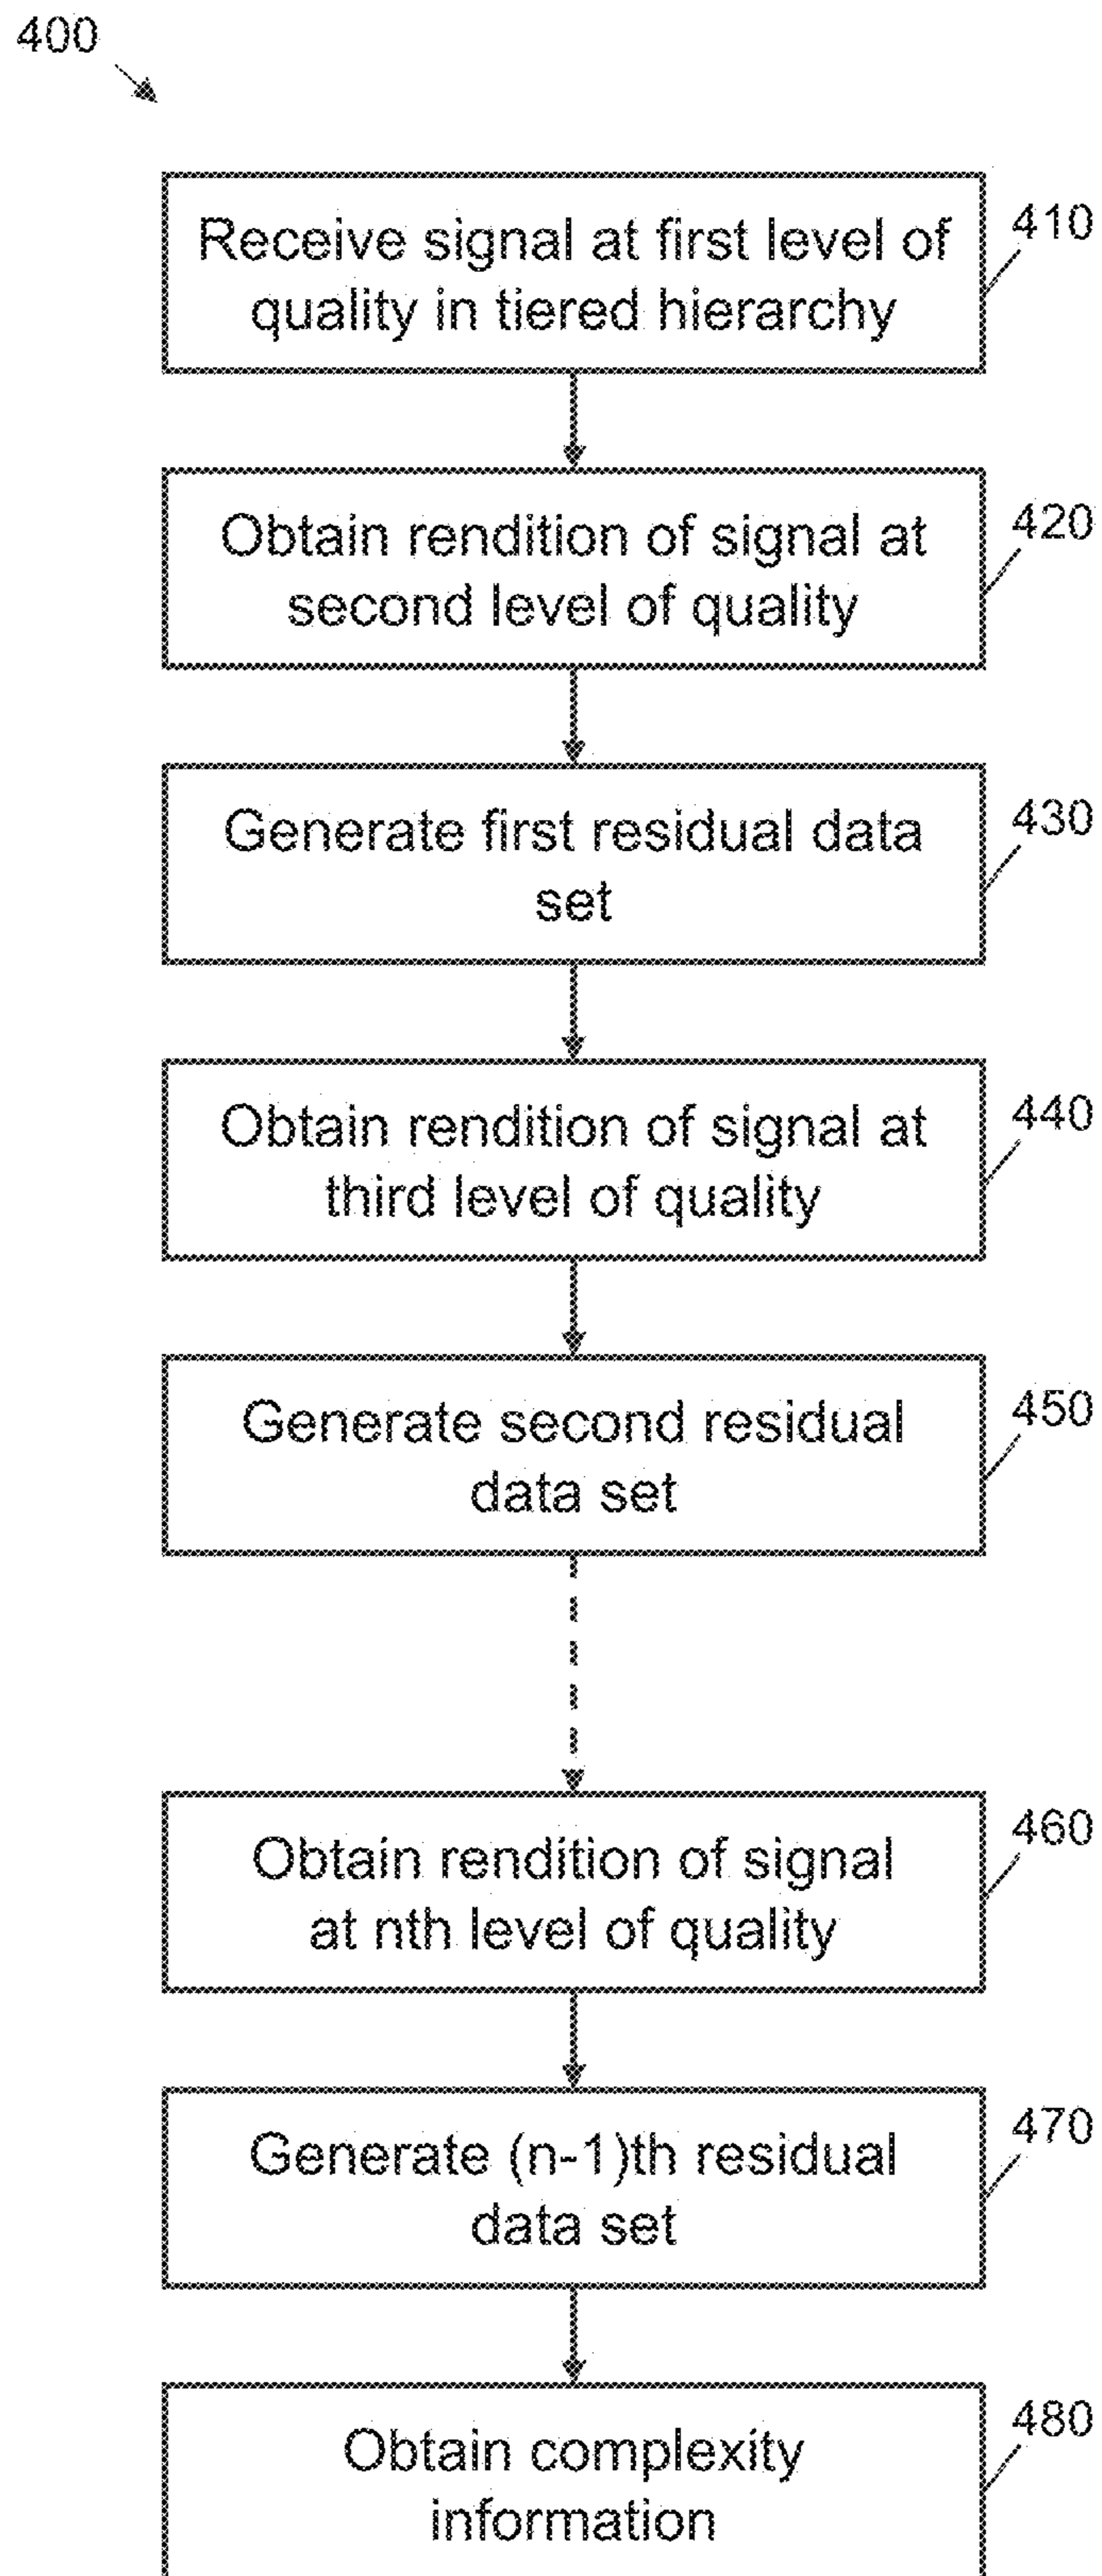 400
Receive signal at first level of
quality in tiered hierarchy
410
Obtain rendition of signal at
second level of quality
420
Generate first residual data
set
430
Obtain rendition of signal at
third level of quality
440
Generate second residual
data set
450
Obtain rendition of signal
at nth level of quality
460
Generate (n-1)th residual
data set
470
Obtain complexity
information
480